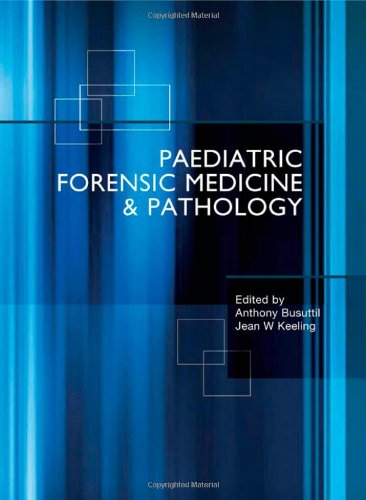 Copyrighted Material
PAEDIATRIC
FORENSIC MEDICINE
& PATHOLOGY
Edited by
Anthony Busuttil
Jean W Keeling
Copyrighted Material